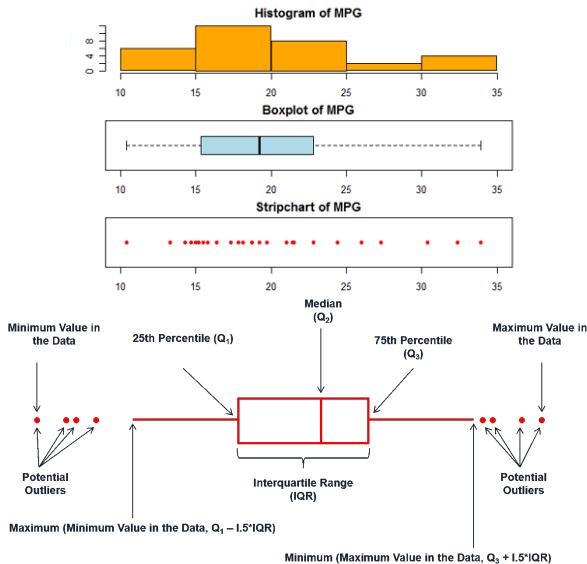 Histogram of MPG
8
4
0
10 15 20 25 30 35
Boxplot of MPG
10 15 20 25 30 35
Stripchart of MPG
10 15 20 25 30 35
Median
(Q2)
Minimum Value in
the Data
25th Percentile (Q1)
75th Percentile
(Q3)
Maximum Value in
the Data
Potential
Outliers
Interquartile Range
(IQR)
Potential
Outliers
Maximum (Minimum Value in the Data, Q1 – I.5*IQR)
Minimum (Maximum Value in the Data, Q3 + I.5*IQR)